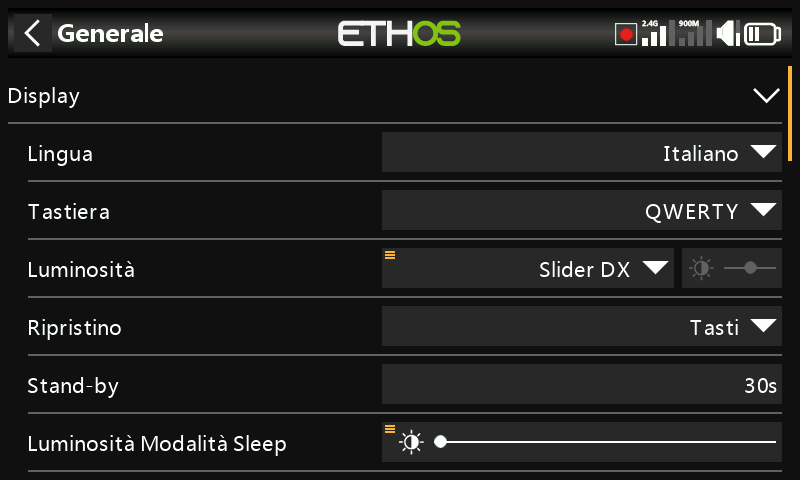 Generale
ETHOS
2.4G
900M
Display
Lingua
Italiano
Tastiera
QWERTY
Luminosità
Slider DX
Ripristino
Tasti
Stand-by
30s
Luminosità Modalità Sleep